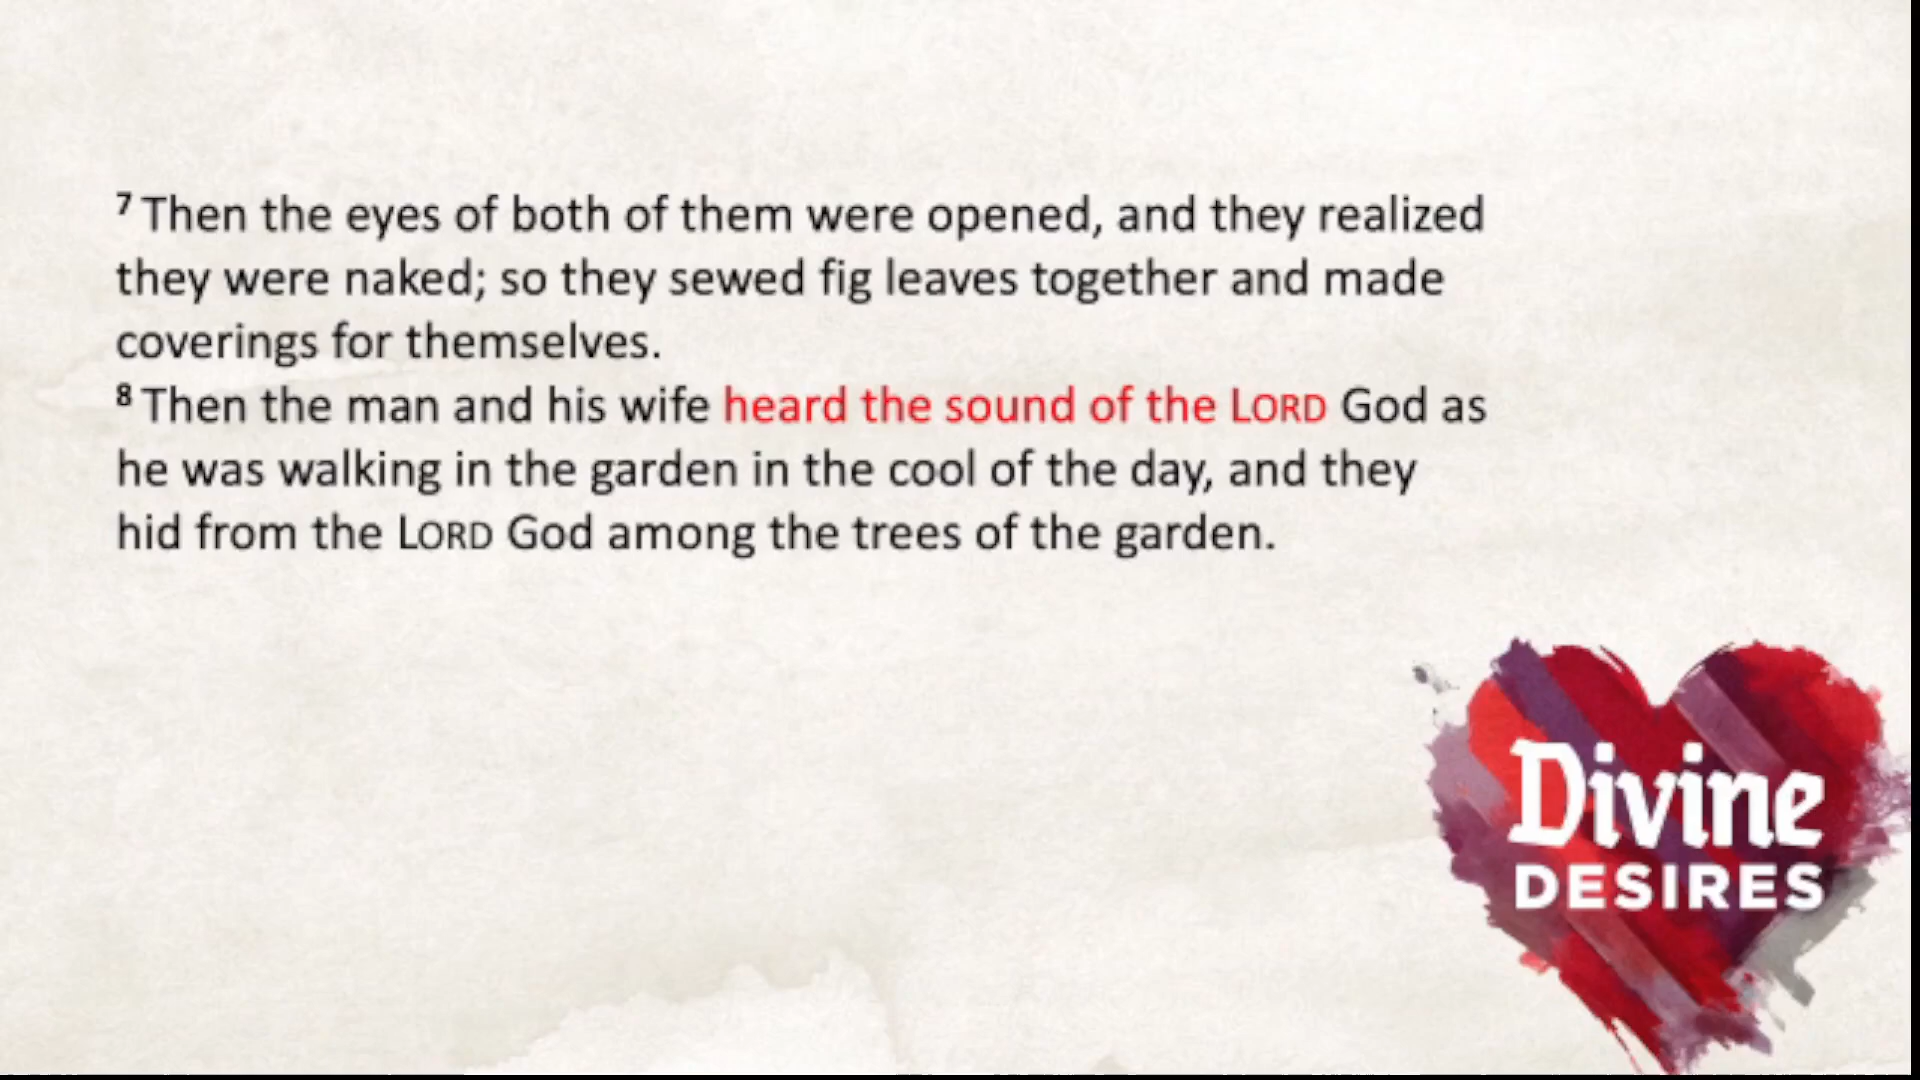 ⁷ Then the eyes of both of them were opened, and they realized
they were naked; so they sewed fig leaves together and made
coverings for themselves.
⁸ Then the man and his wife heard the sound of the LORD God as
he was walking in the garden in the cool of the day, and they
hid from the LORD God among the trees of the garden.
Divine
DESIRES